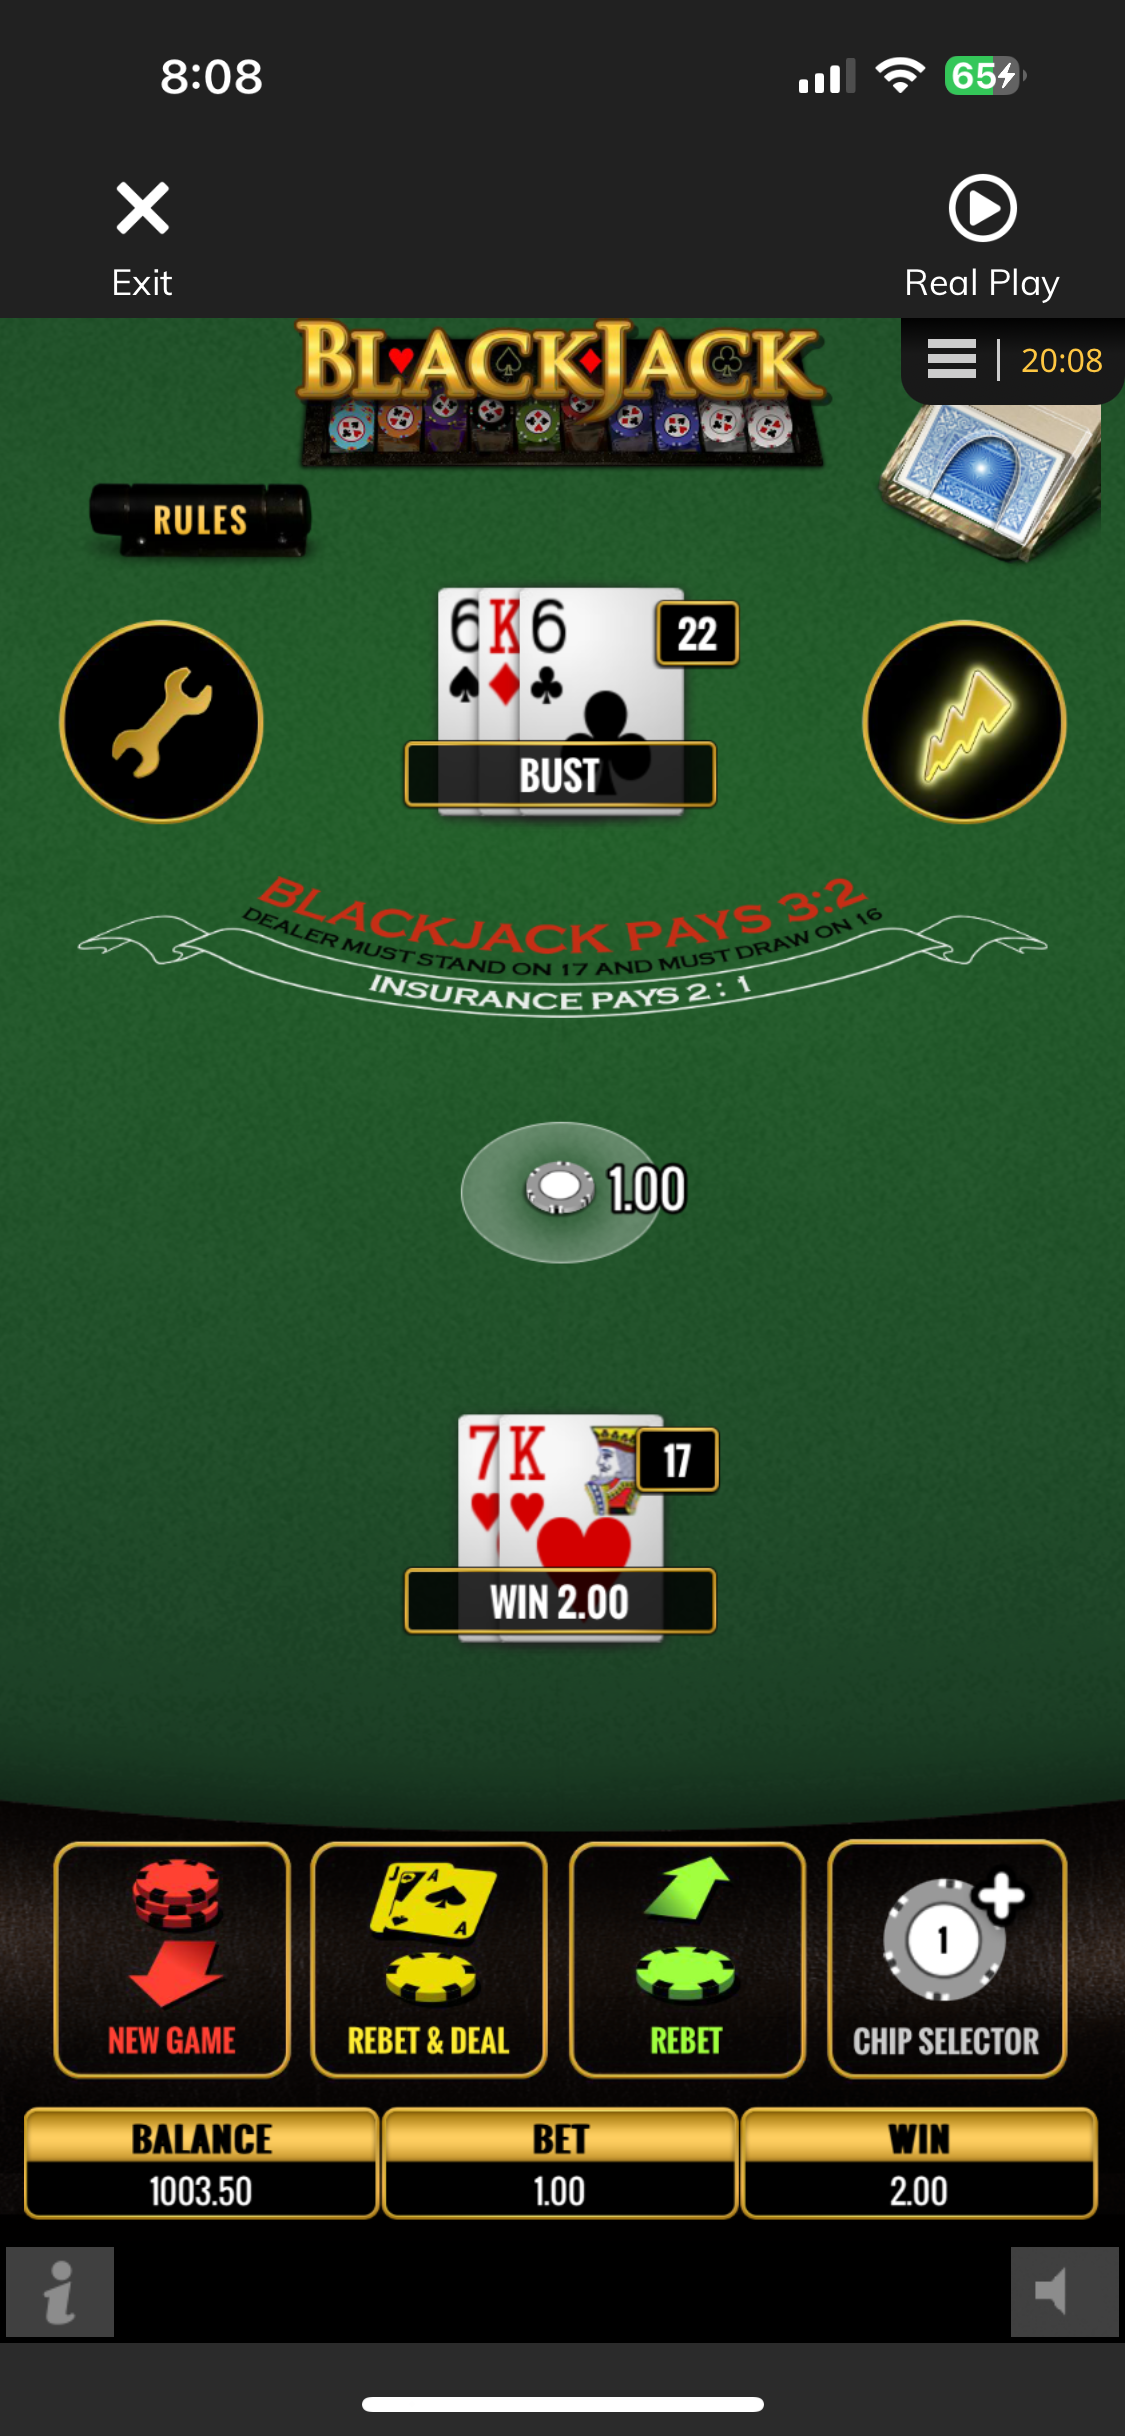 8:08
65
Exit
Real Play
BLACKJACK
20:08
RULES
6 K 6
22
BUST
BLACKJACK PAYS 3:2
DEALER MUST STAND ON 17 AND MUST DRAW ON 16
INSURANCE PAYS 2:1
1.00
7 K
17
WIN 2.00
J A
A
1
NEW GAME
REBET & DEAL
REBET
CHIP SELECTOR
BALANCE
BET
WIN
1003.50
1.00
2.00
i